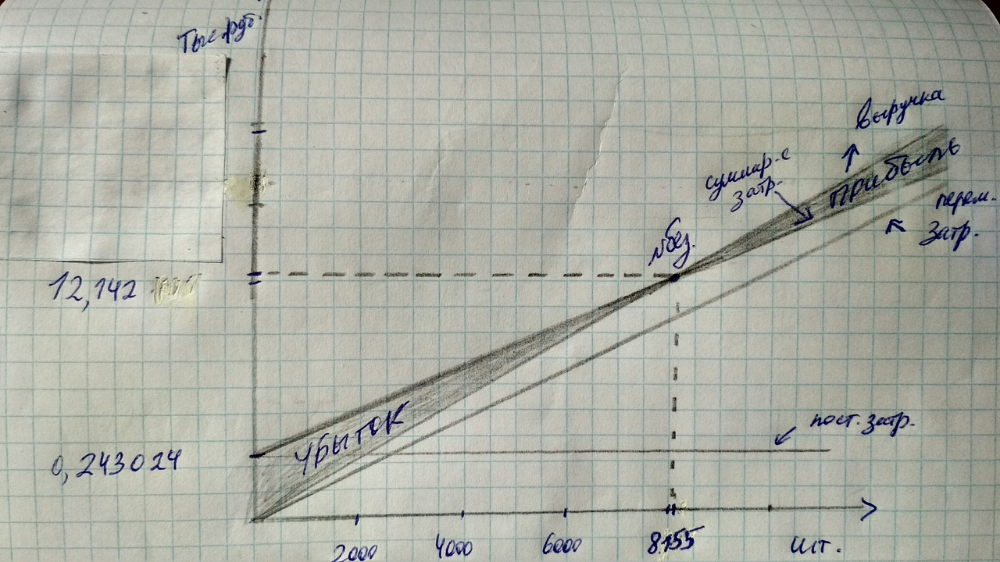 Тыс.руб.
Выручка
суммар-е
затр.
Прибыль
перем.
затр.
Nбез.
12,142
Убыток
пост. затр.
0,243024
2000
4000
6000
8155
шт.